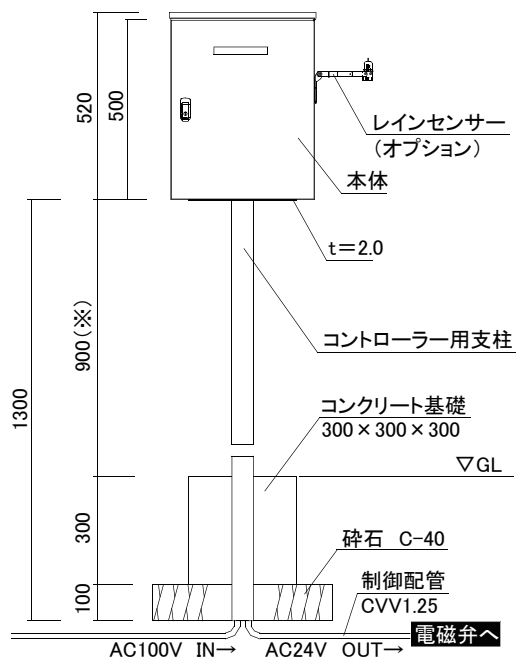 520
500
レインセンサー
(オプション)
本体
t=2.0
900(※)
コントローラー用支柱
1300
コンクリート基礎
300×300×300
▽GL
300
砕石 C-40
100
制御配管
CVV1.25
AC100V IN→ AC24V OUT→ 電磁弁へ